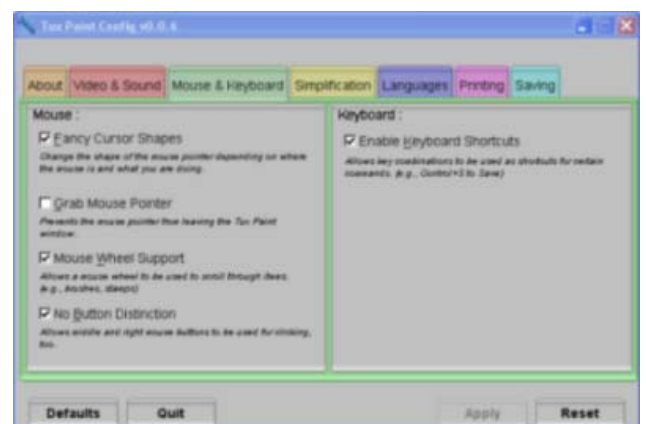 Tux Paint Config v0.0.4
About Video & Sound Mouse & Keyboard Simplification Languages Printing Saving
Mouse :
Fancy Cursor Shapes
Change the shape of the mouse pointer depending on where
the mouse is and what you are doing.
Grab Mouse Pointer
Prevents the mouse pointer from leaving the Tux Paint
window.
Mouse Wheel Support
Allows a mouse wheel to be used to scroll through items.
(e.g., brushes, stamps)
No Button Distinction
Allows middle and right mouse buttons to be used for clicking,
too.
Keyboard :
Enable Keyboard Shortcuts
Allows key combinations to be used as shortcuts for certain
commands. (e.g., Control+S to Save)
Defaults Quit Apply Reset